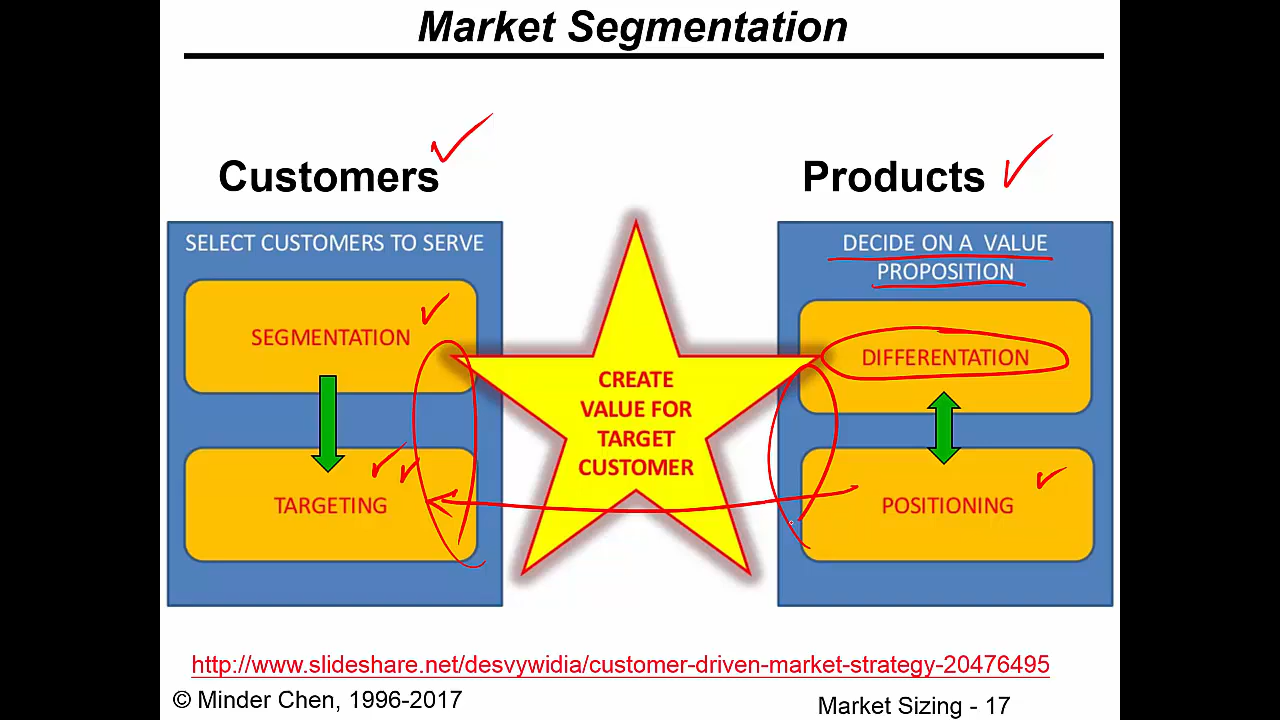 Market Segmentation
Customers
Products
SELECT CUSTOMERS TO SERVE
SEGMENTATION
TARGETING
CREATE
VALUE FOR
TARGET
CUSTOMER
DECIDE ON A VALUE
PROPOSITION
DIFFERENTATION
POSITIONING
http://www.slideshare.net/desvywidia/customer-driven-market-strategy-20476495
© Minder Chen, 1996-2017
Market Sizing - 17